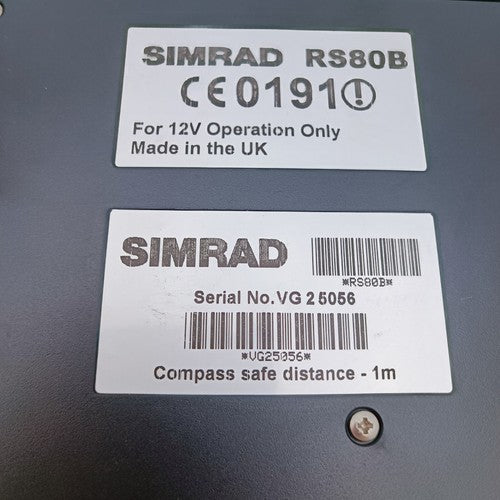 SIMRAD RS80B
CE0191!
For 12V Operation Only
Made in the UK
SIMRAD
*RS80B*
Serial No. VG 25056
*VG25056*
Compass safe distance - 1m